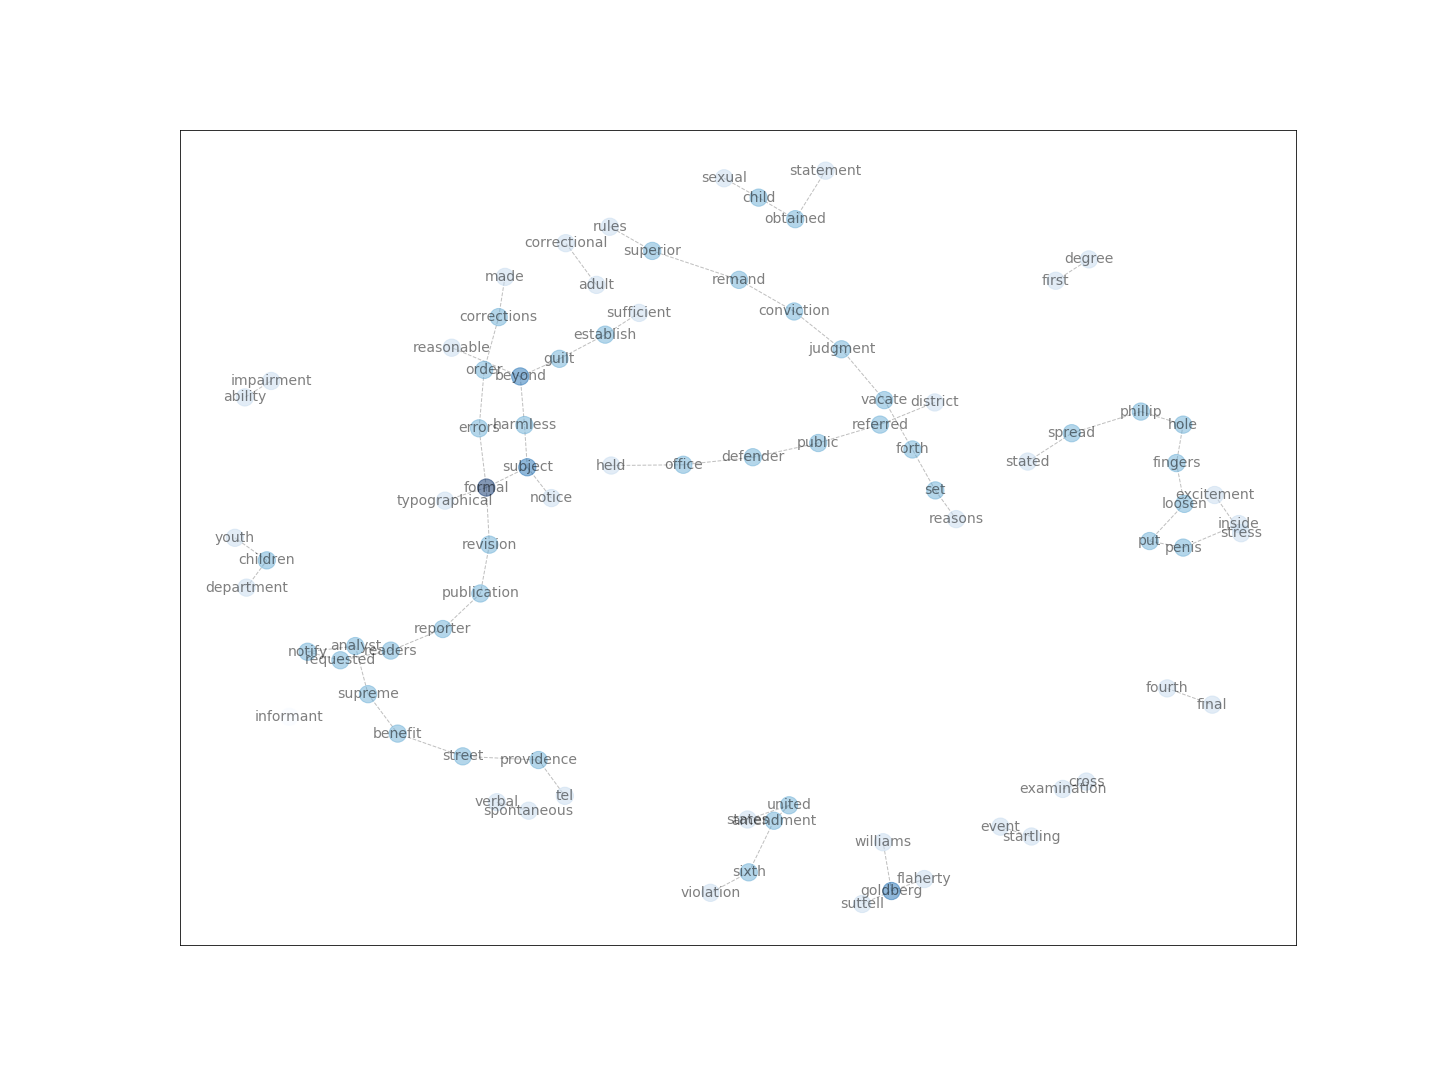 sexual
statement
child
obtained
rules
correctional
superior
degree
first
made
adult
remand
corrections
sufficient
conviction
establish
reasonable
judgment
guilt
order
beyond
impairment
ability
vacate
district
phillip
errors
harmless
referred
hole
spread
public
forth
defender
held
office
stated
fingers
subject
formal
typographical
notice
set
excitement
loosen
reasons
inside
stress
youth
revision
put
penis
children
department
publication
reporter
notify
analyst
readers
requested
supreme
fourth
final
informant
benefit
street
providence
tel
verbal
spontaneous
cross
examination
united
states
amendment
event
startling
williams
sixth
flaherty
violation
goldberg
suttell